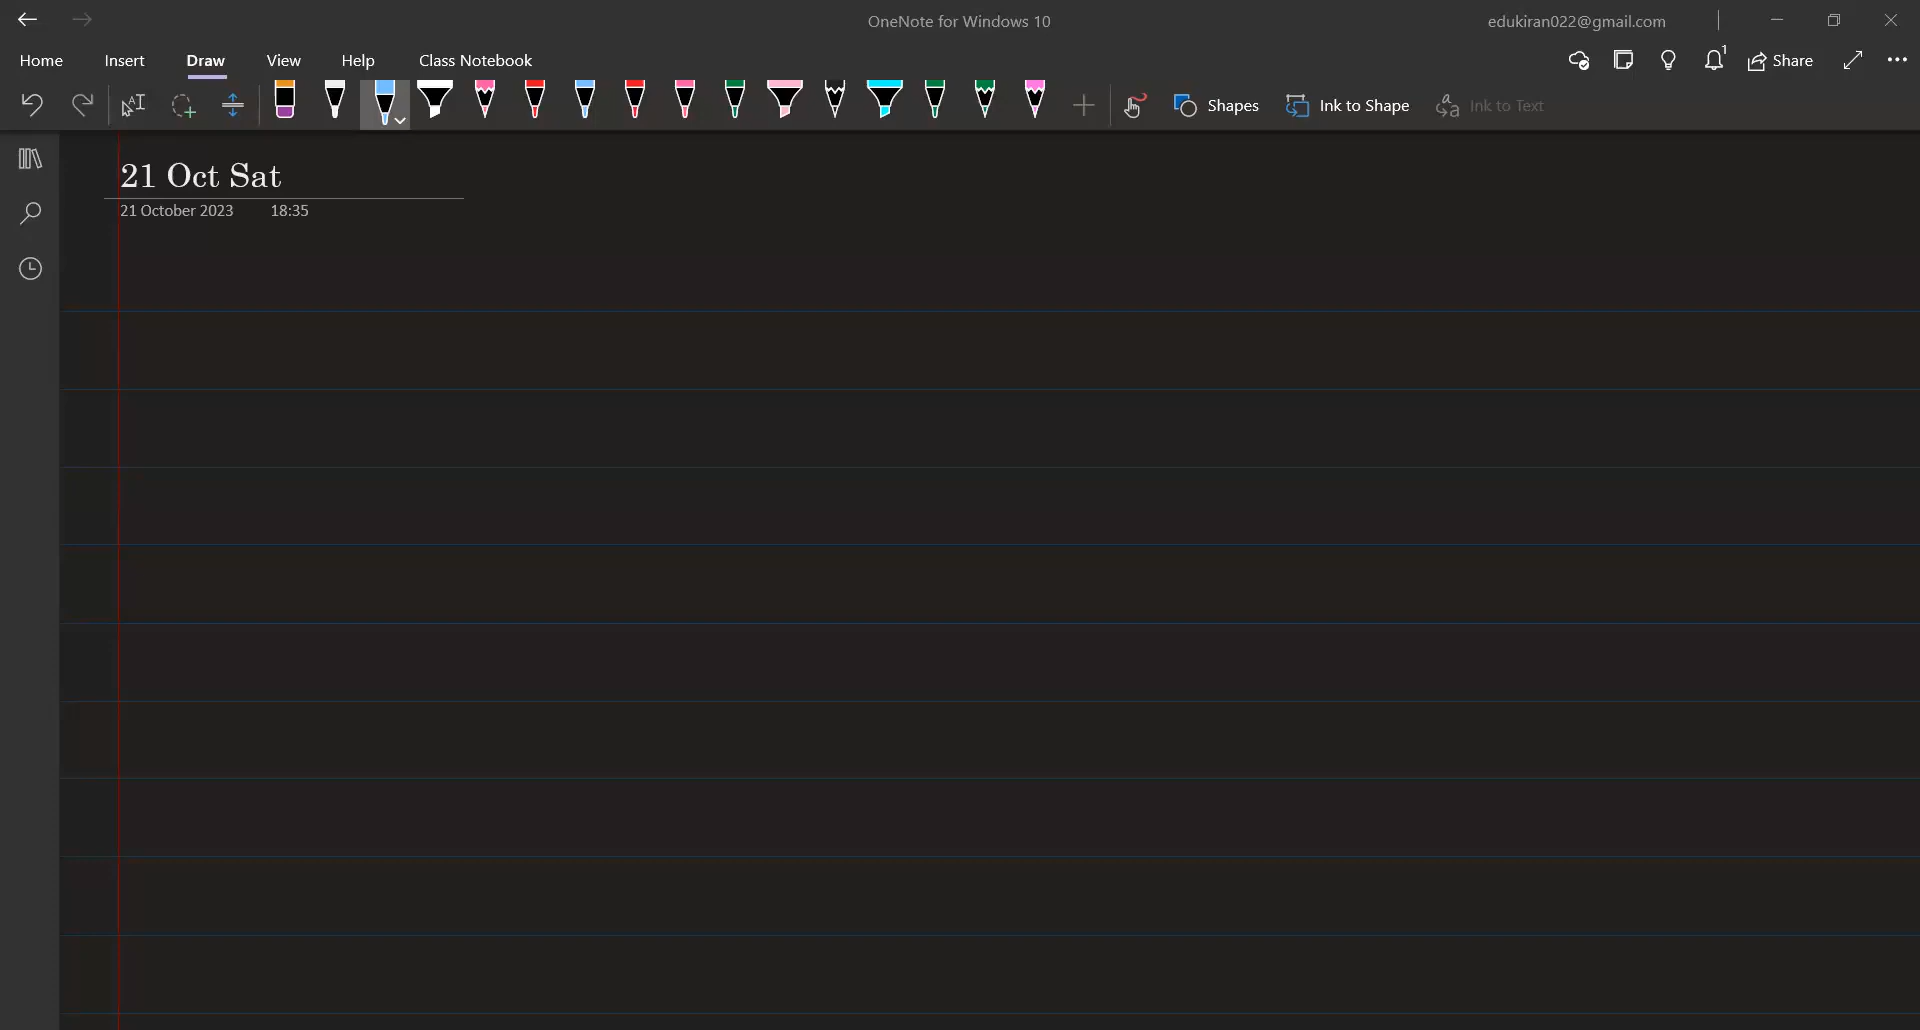 OneNote for Windows 10
edukiran022@gmail.com
Home Insert Draw View Help Class Notebook
1
Share
Shapes
Ink to Shape
Ink to Text
21 Oct Sat
21 October 2023 18:35